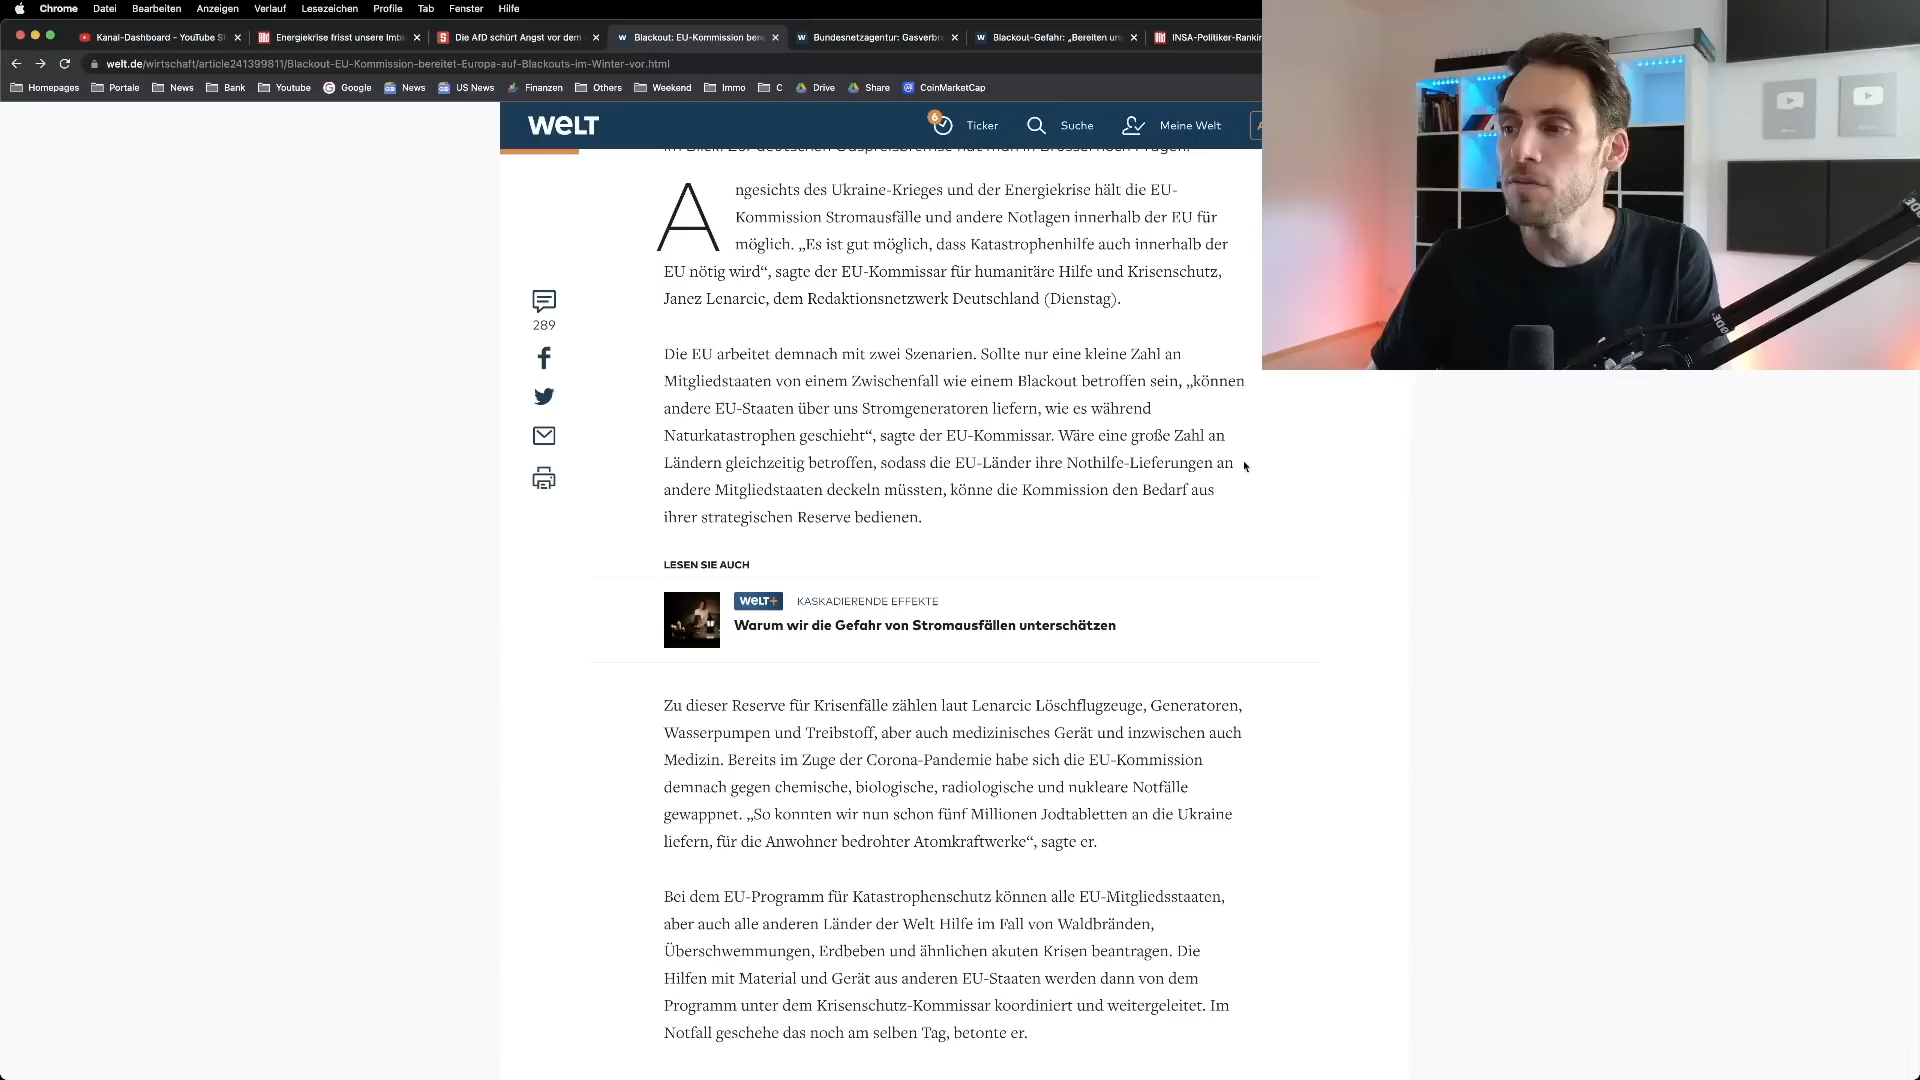 Chrome Datei Bearbeiten Anzeigen Verlauf Lesezeichen Profile Tab Fenster Hilfe
Kanal-Dashboard - YouTube Energiekrise frisst unsere Imbi Die AfD schürt Angst vor dem Blackout: EU-Kommission bere Bundesnetzagentur: Gasverbr Blackout-Gefahr: „Bereiten un INSA-Politiker-Rankin
welt.de/wirtschaft/article241399811/Blackout-EU-Kommission-bereitet-Europa-auf-Blackouts-im-Winter-vor.html
Homepages Portale News Bank Youtube Google News US News Finanzen Others Weekend Immo C Drive Share CoinMarketCap
WELT 6 Ticker Suche Meine Welt
im Blick. Zur deutschen Gaspreisbremse hat man in Brüssel noch Fragen.
Angesichts des Ukraine-Krieges und der Energiekrise hält die EU-
Kommission Stromausfälle und andere Notlagen innerhalb der EU für
möglich. „Es ist gut möglich, dass Katastrophenhilfe auch innerhalb der
EU nötig wird“, sagte der EU-Kommissar für humanitäre Hilfe und Krisenschutz,
Janez Lenarcic, dem Redaktionsnetzwerk Deutschland (Dienstag).
289
Die EU arbeitet demnach mit zwei Szenarien. Sollte nur eine kleine Zahl an
Mitgliedstaaten von einem Zwischenfall wie einem Blackout betroffen sein, „können
andere EU-Staaten über uns Stromgeneratoren liefern, wie es während
Naturkatastrophen geschieht“, sagte der EU-Kommissar. Wäre eine große Zahl an
Ländern gleichzeitig betroffen, sodass die EU-Länder ihre Nothilfe-Lieferungen an
andere Mitgliedstaaten deckeln müssten, könne die Kommission den Bedarf aus
ihrer strategischen Reserve bedienen.
LESEN SIE AUCH
WELT+ KASKADIERENDE EFFEKTE
Warum wir die Gefahr von Stromausfällen unterschätzen
Zu dieser Reserve für Krisenfälle zählen laut Lenarcic Löschflugzeuge, Generatoren,
Wasserpumpen und Treibstoff, aber auch medizinisches Gerät und inzwischen auch
Medizin. Bereits im Zuge der Corona-Pandemie habe sich die EU-Kommission
demnach gegen chemische, biologische, radiologische und nukleare Notfälle
gewappnet. „So konnten wir nun schon fünf Millionen Jodtabletten an die Ukraine
liefern, für die Anwohner bedrohter Atomkraftwerke“, sagte er.
Bei dem EU-Programm für Katastrophenschutz können alle EU-Mitgliedsstaaten,
aber auch alle anderen Länder der Welt Hilfe im Fall von Waldbränden,
Überschwemmungen, Erdbeben und ähnlichen akuten Krisen beantragen. Die
Hilfen mit Material und Gerät aus anderen EU-Staaten werden dann von dem
Programm unter dem Krisenschutz-Kommissar koordiniert und weitergeleitet. Im
Notfall geschehe das noch am selben Tag, betonte er.
RØDE